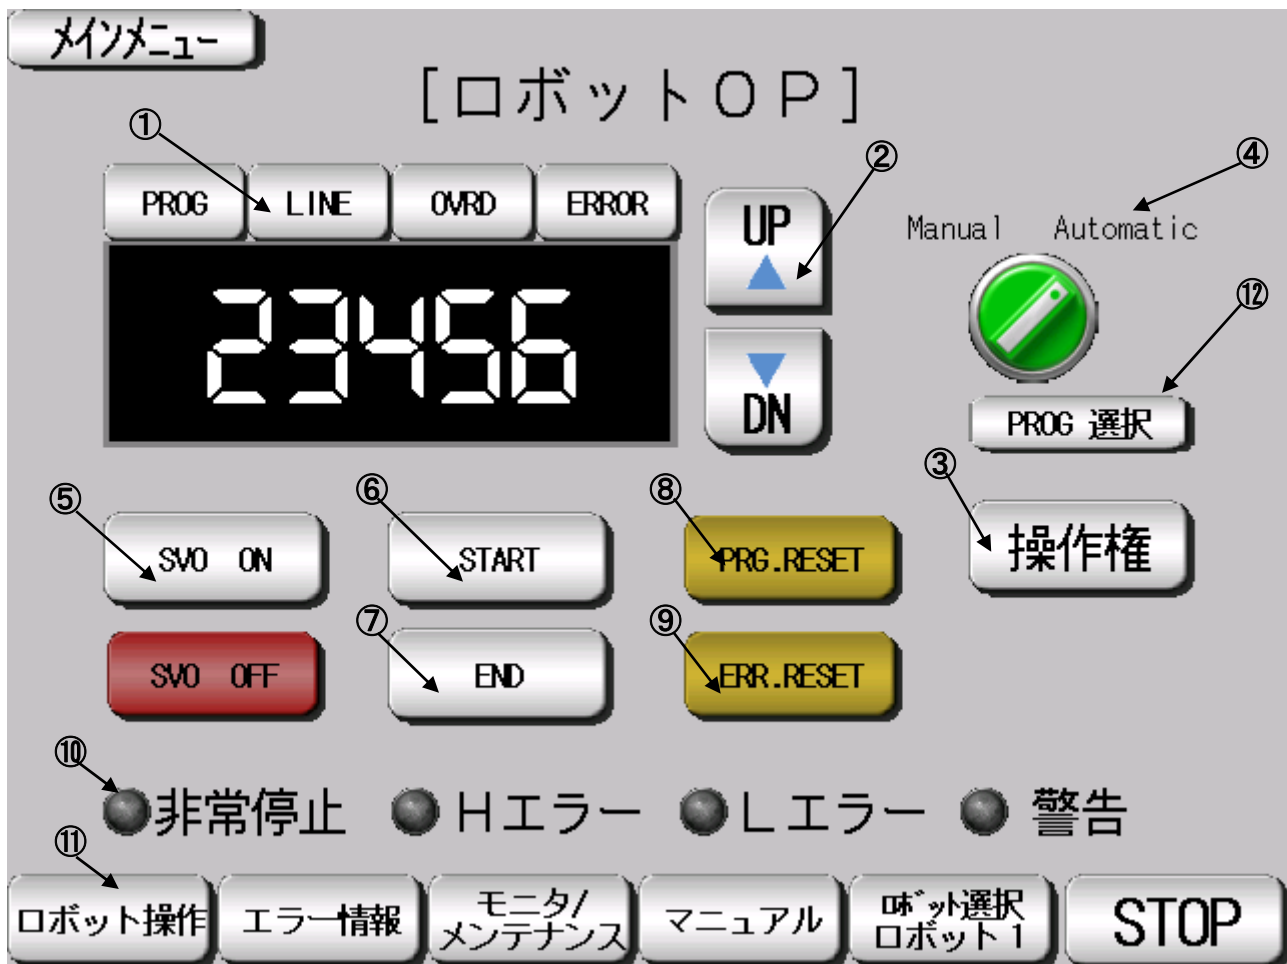 メインメニュー
[ロボットOP]
①
②
④
PROG LINE OVRD ERROR
UP
Manual Automatic
23456
⑫
DN
PROG 選択
③
⑤
⑥
⑧
操作権
SVO ON
START
PRG.RESET
⑦
⑨
SVO OFF
END
ERR.RESET
⑩
非常停止 Hエラー Lエラー 警告
⑪
ロボット操作
エラー情報
モニタ/
メンテナンス
マニュアル
ﾛﾎﾞｯﾄ選択
ロボット1
STOP